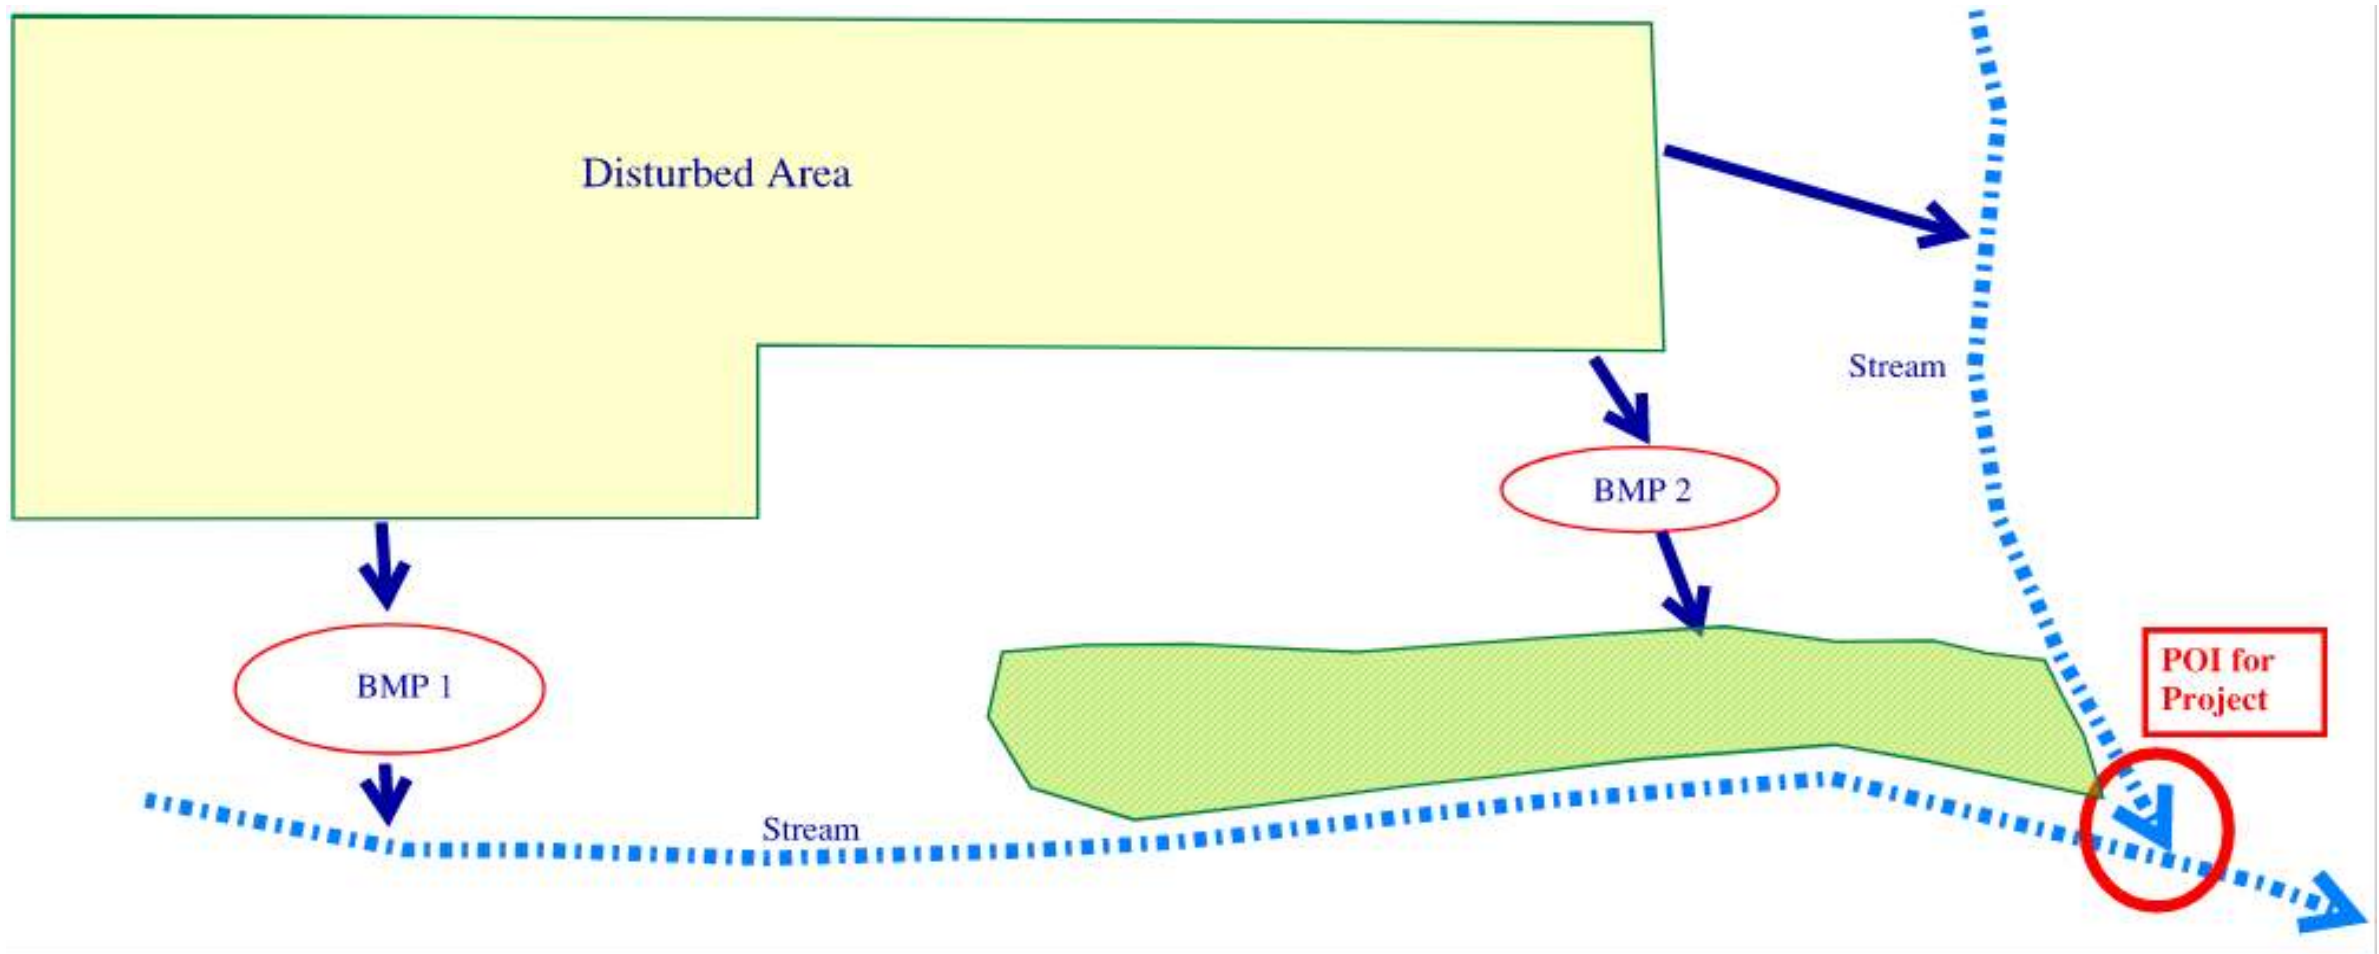 Disturbed Area
Stream
BMP 2
POI for
Project
BMP 1
Stream